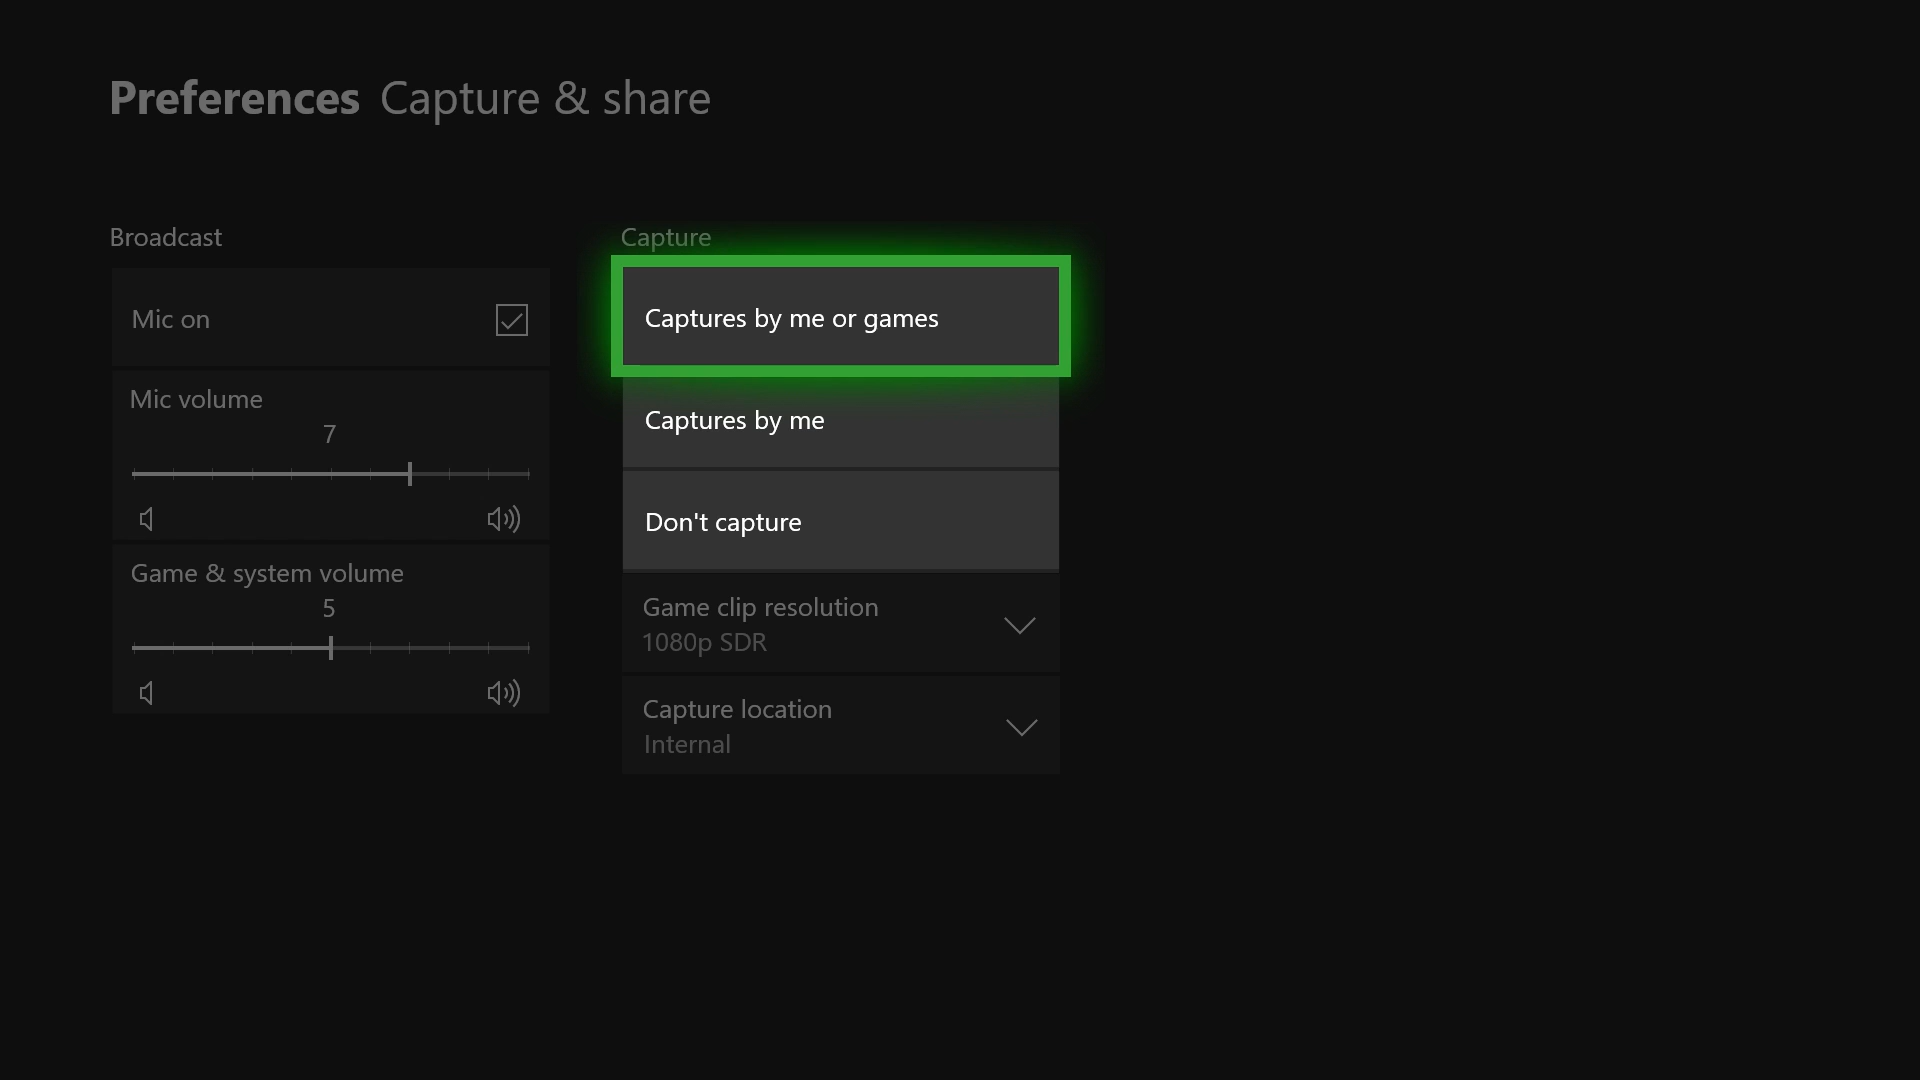 Preferences Capture & share
Broadcast
Mic on
Mic volume
7
Game & system volume
5
Capture
Captures by me or games
Captures by me
Don't capture
Game clip resolution
1080p SDR
Capture location
Internal